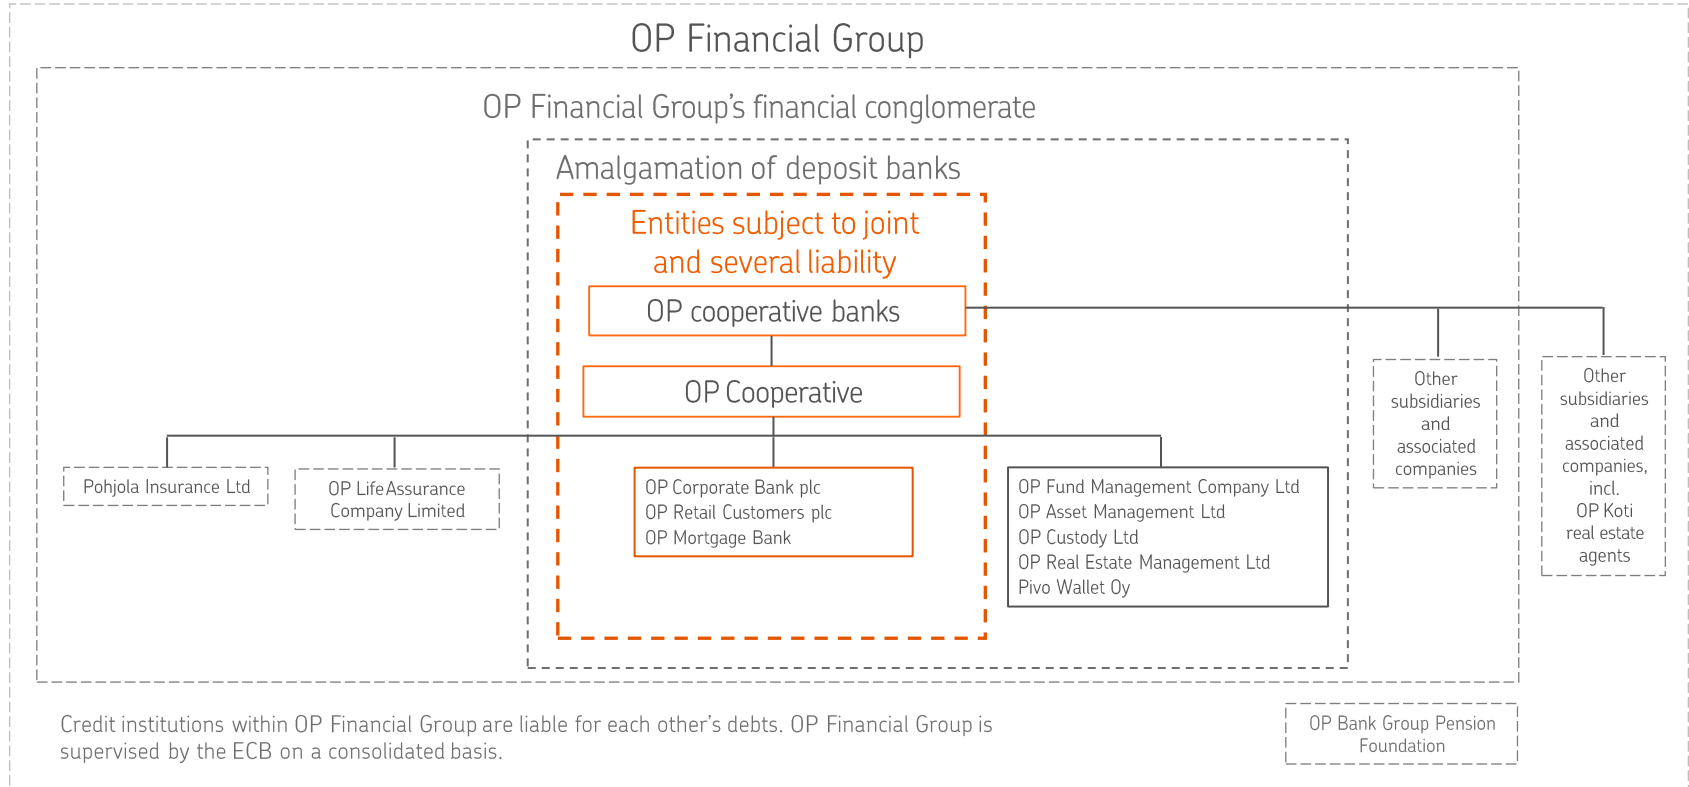 OP Financial Group
OP Financial Group's financial conglomerate
Amalgamation of deposit banks
Entities subject to joint
and several liability
OP cooperative banks
OP Cooperative
Pohjola Insurance Ltd
OP Life Assurance
Company Limited
OP Corporate Bank plc
OP Retail Customers plc
OP Mortgage Bank
OP Fund Management Company Ltd
OP Asset Management Ltd
OP Custody Ltd
OP Real Estate Management Ltd
Pivo Wallet Oy
Other
subsidiaries
and
associated
companies
Other
subsidiaries
and
associated
companies,
incl.
OP Koti
real estate
agents
Credit institutions within OP Financial Group are liable for each other's debts. OP Financial Group is
supervised by the ECB on a consolidated basis.
OP Bank Group Pension
Foundation